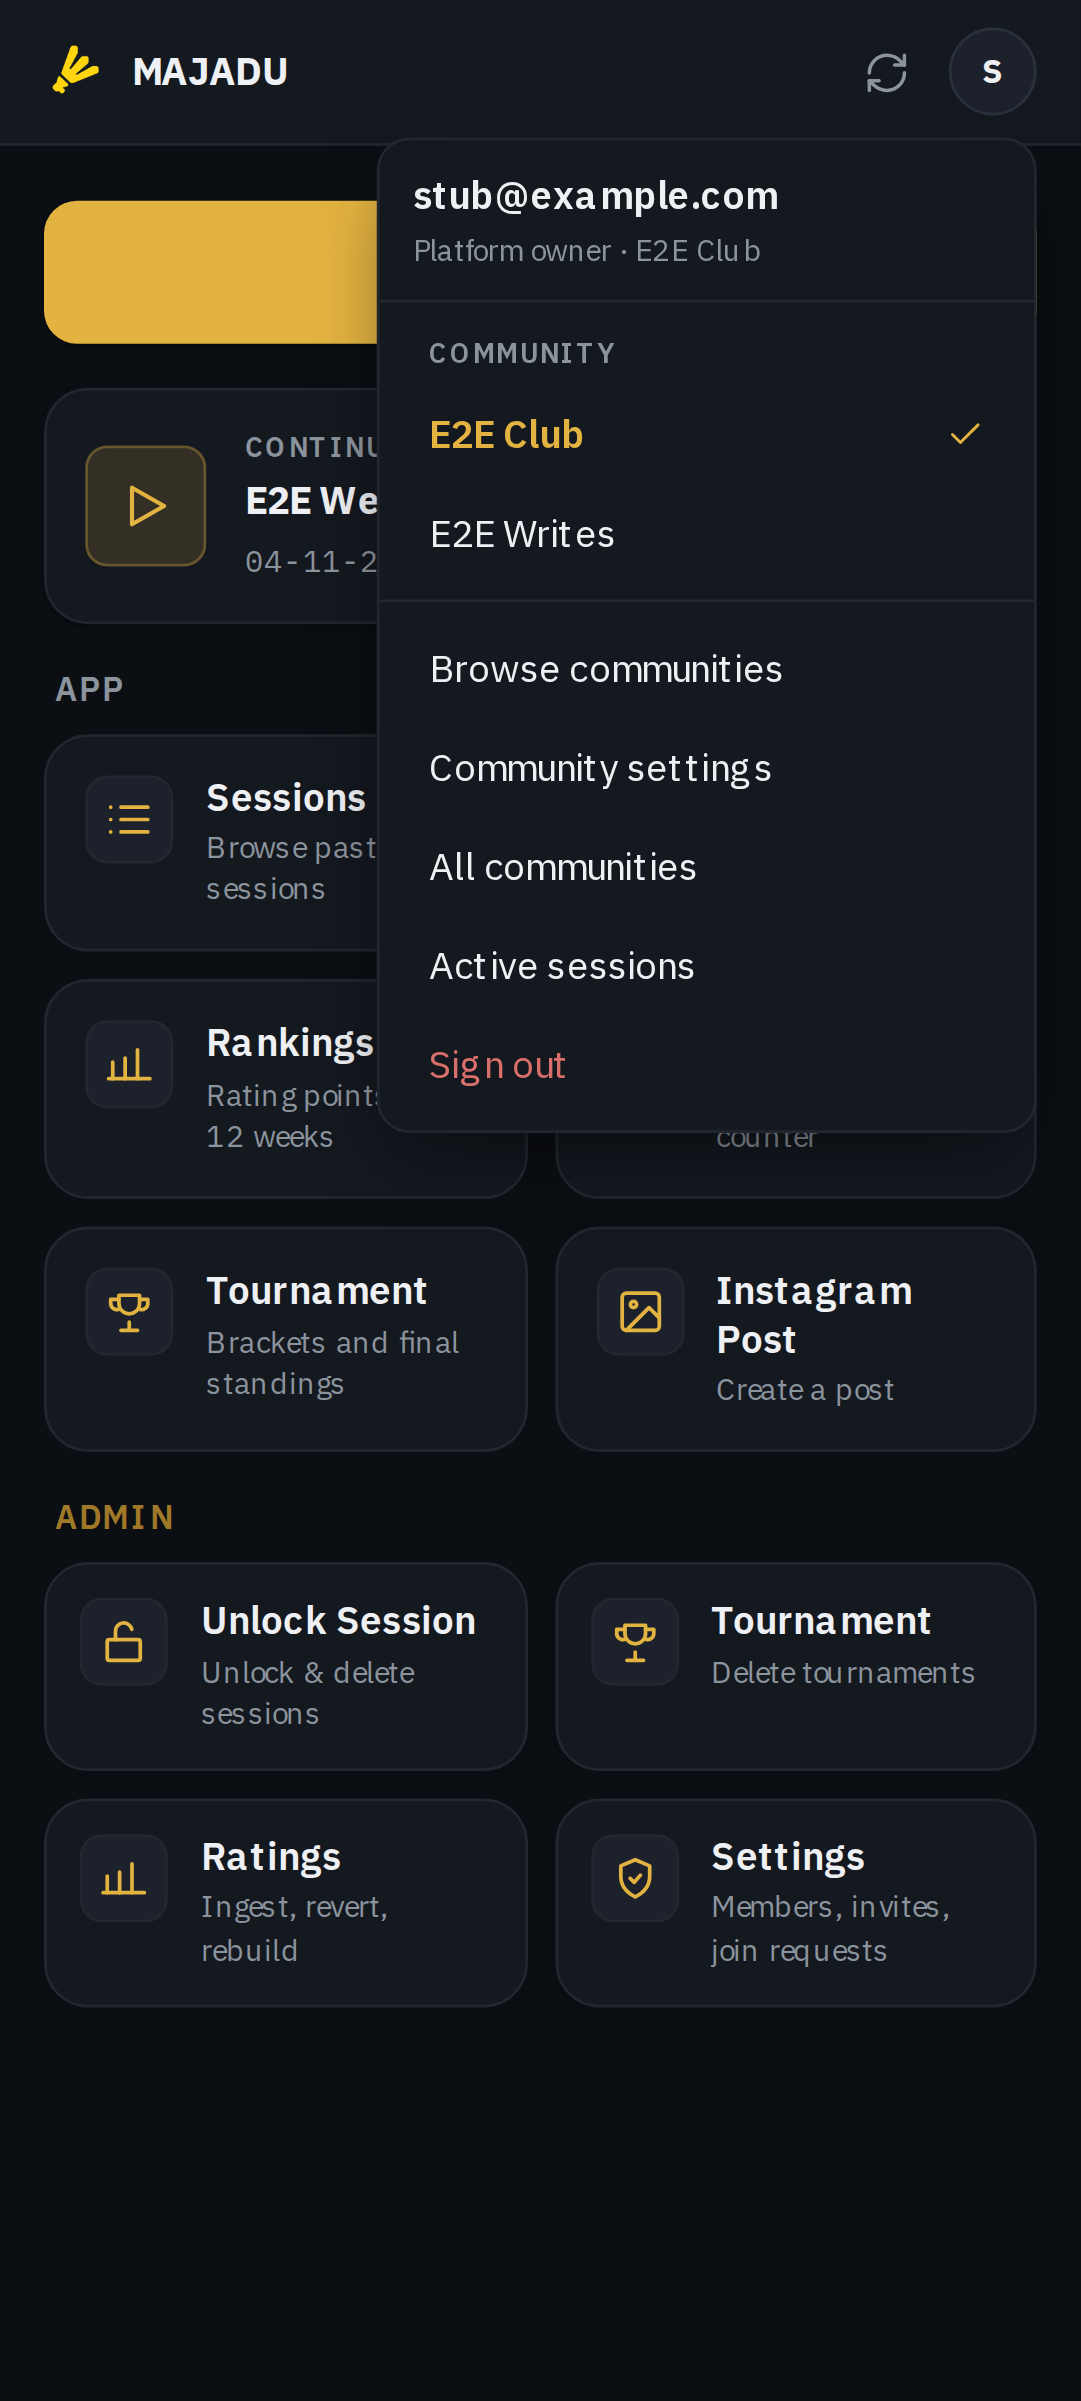 MAJADU
S
stub@example.com
Platform owner · E2E Club
COMMUNITY
E2E Club
E2E Writes
Browse communities
Community settings
All communities
Active sessions
Sign out
E2E
04-11-2
APP
Sessions
Browse past
sessions
Rankings
Rating points
12 weeks
counter
Tournament
Brackets and final
standings
Instagram
Post
Create a post
ADMIN
Unlock Session
Unlock & delete
sessions
Tournament
Delete tournaments
Ratings
Ingest, revert,
rebuild
Settings
Members, invites,
join requests